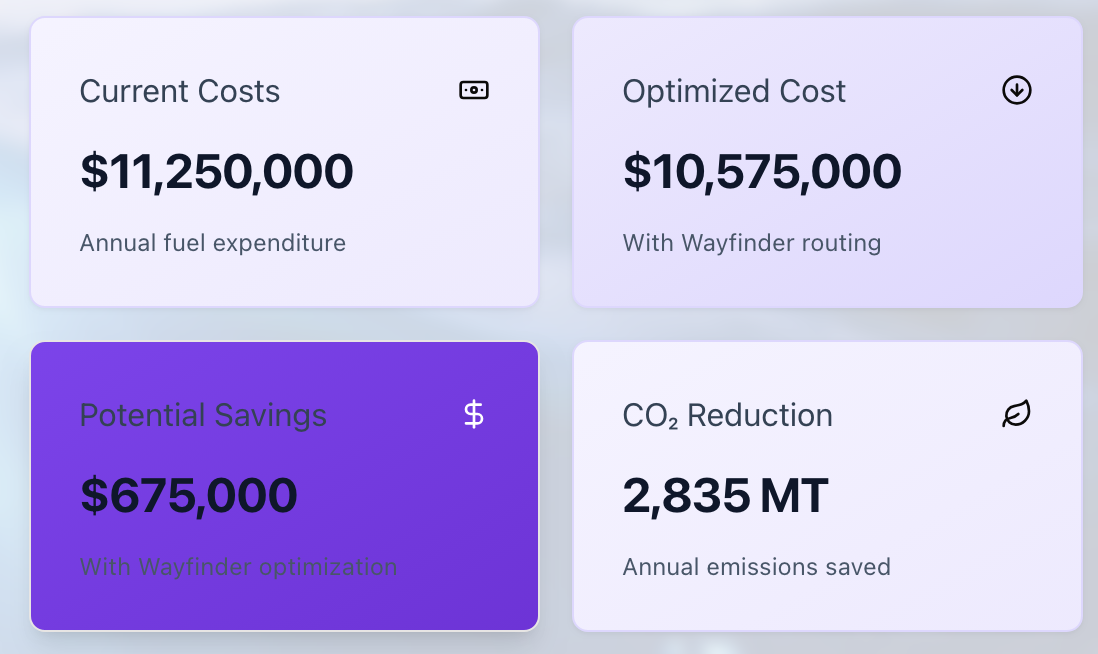 Current Costs
$11,250,000
Annual fuel expenditure
Optimized Cost
$10,575,000
With Wayfinder routing
Potential Savings
$675,000
With Wayfinder optimization
CO₂ Reduction
2,835 MT
Annual emissions saved